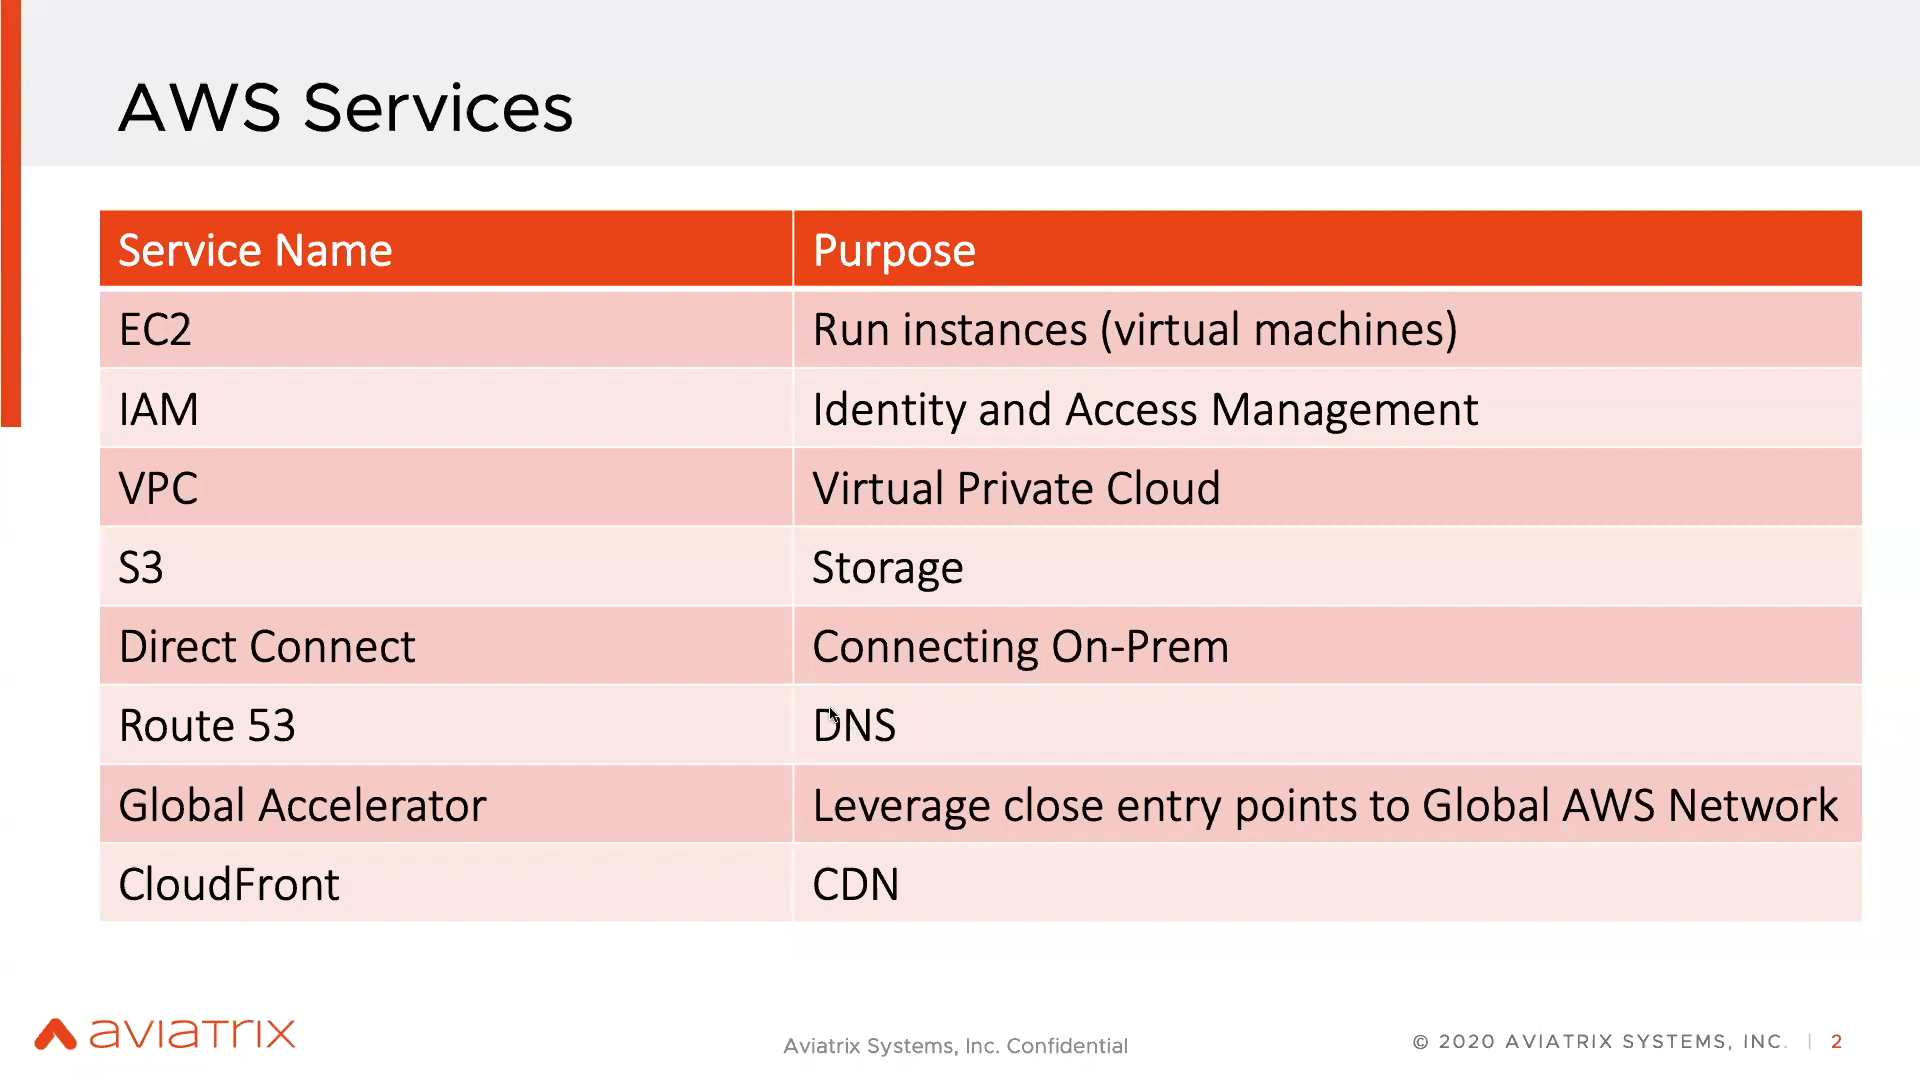 AWS Services
Service Name Purpose
EC2 Run instances (virtual machines)
IAM Identity and Access Management
VPC Virtual Private Cloud
S3 Storage
Direct Connect Connecting On-Prem
Route 53 DNS
Global Accelerator Leverage close entry points to Global AWS Network
CloudFront CDN
aviatrix
Aviatrix Systems, Inc. Confidential
© 2020 AVIATRIX SYSTEMS, INC. | 2